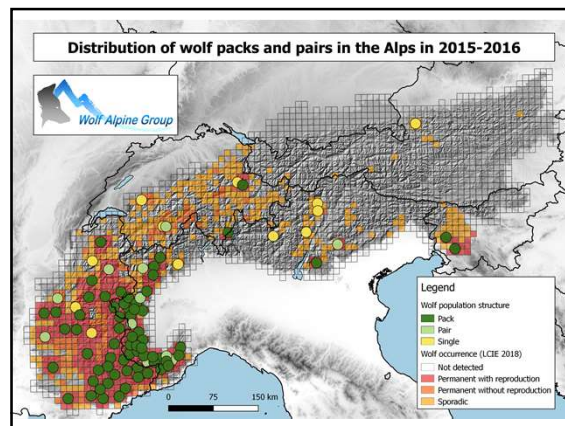 Distribution of wolf packs and pairs in the Alps in 2015-2016
Wolf Alpine Group
Legend
Wolf population structure
Pack
Pair
Single
Wolf occurrence (LCIE 2018)
Not detected
Permanent with reproduction
Permanent without reproduction
Sporadic
0 75 150 km